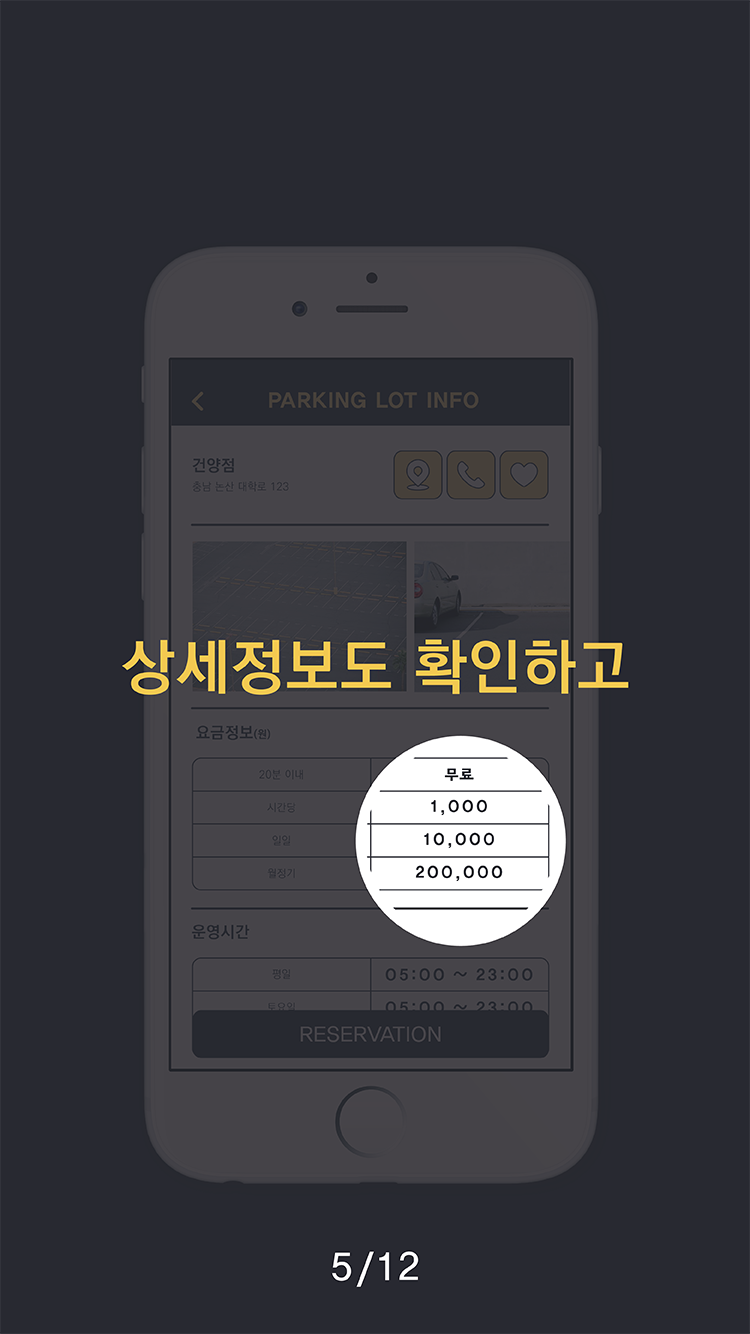 PARKING LOT INFO
건양점
충남 논산 대학로 123
상세정보도 확인하고
요금정보(원)
20분 이내 무료
시간당 1,000
일일 10,000
월정기 200,000
운영시간
평일 05:00 ~ 23:00
토요일 05:00 ~ 23:00
RESERVATION
5/12